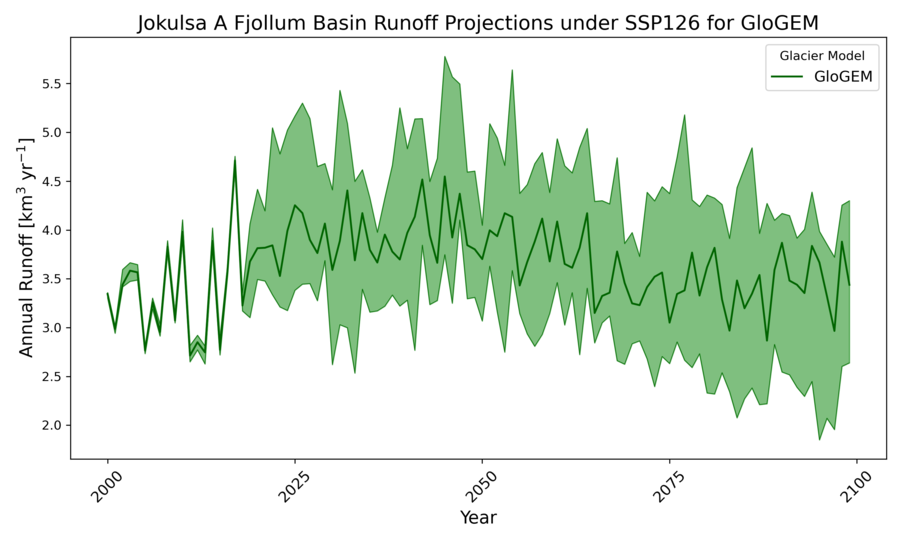 Jokulsa A Fjollum Basin Runoff Projections under SSP126 for GloGEM
Glacier Model
GloGEM
Annual Runoff [km³ yr⁻¹]
5.5
5.0
4.5
4.0
3.5
3.0
2.5
2.0
2000
2025
2050
2075
2100
Year